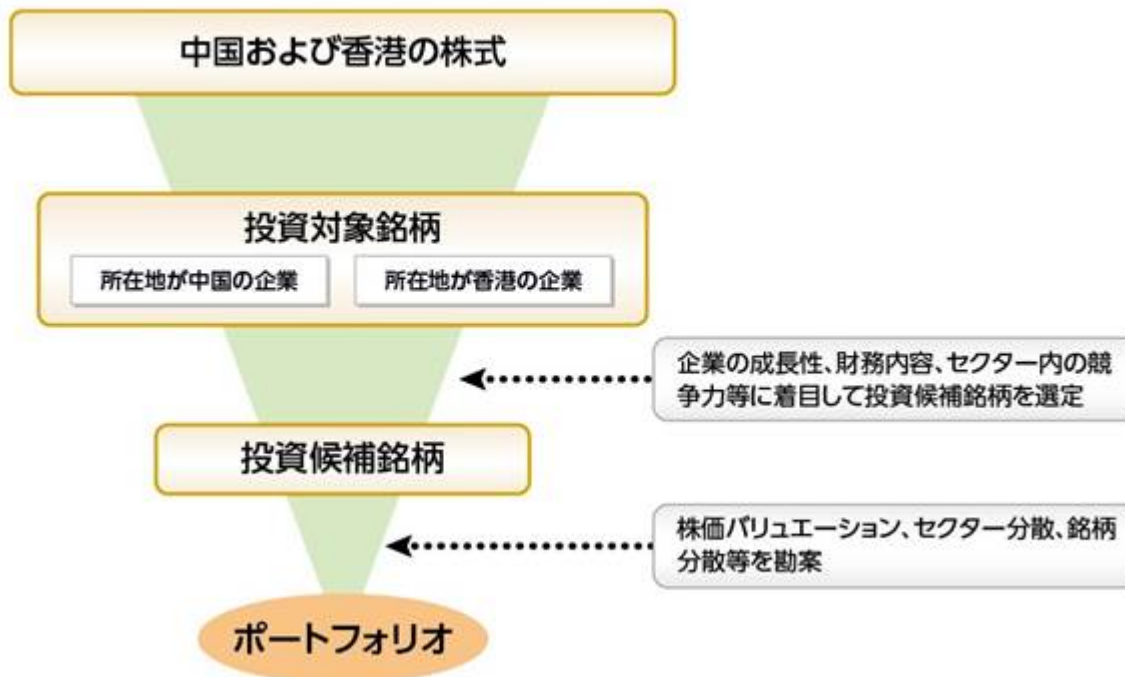 中国および香港の株式
投資対象銘柄
所在地が中国の企業
所在地が香港の企業
企業の成長性、財務内容、セクター内の競
争力等に着目して投資候補銘柄を選定
投資候補銘柄
株価バリュエーション、セクター分散、銘柄
分散等を勘案
ポートフォリオ